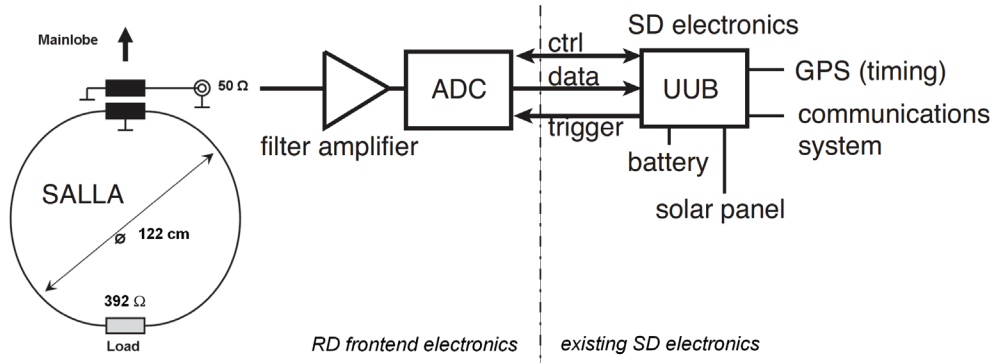 Mainlobe
50 Ω
SALLA
⌀ 122 cm
392 Ω
Load
filter amplifier
ADC
ctrl
data
trigger
SD electronics
UUB
GPS (timing)
communications
system
battery
solar panel
RD frontend electronics
existing SD electronics